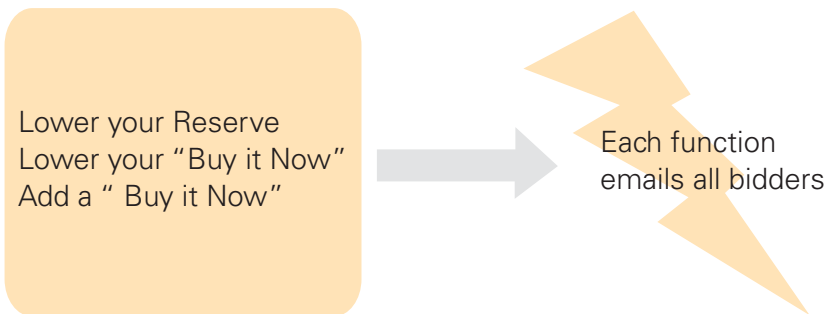 Lower your Reserve
Lower your “Buy it Now”
Add a “ Buy it Now”
Each function
emails all bidders